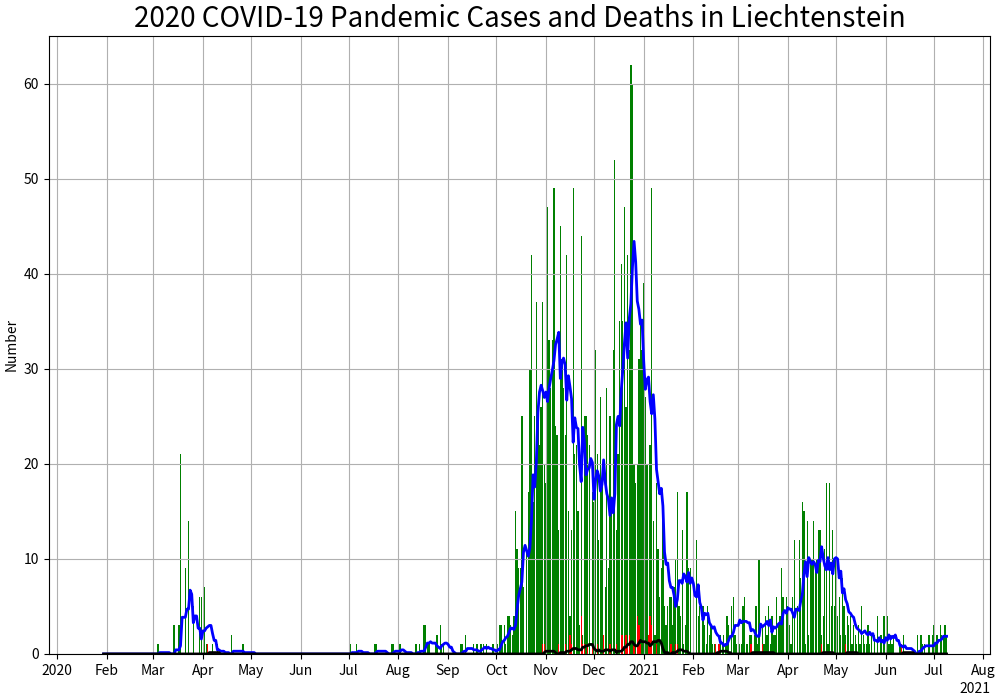 2020 COVID-19 Pandemic Cases and Deaths in Liechtenstein
Number
60
50
40
30
20
10
0
2020 Feb Mar Apr May Jun Jul Aug Sep Oct Nov Dec 2021 Feb Mar Apr May Jun Jul Aug
2021